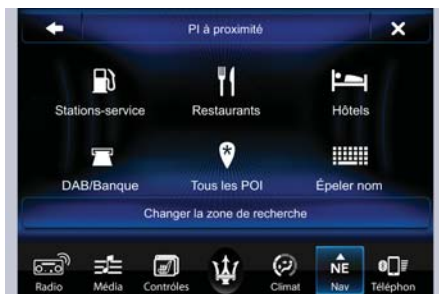 PI à proximité
Stations-service Restaurants Hôtels
DAB/Banque Tous les POI Épeler nom
Changer la zone de recherche
NE
Radio Média Contrôles Climat Nav Téléphon